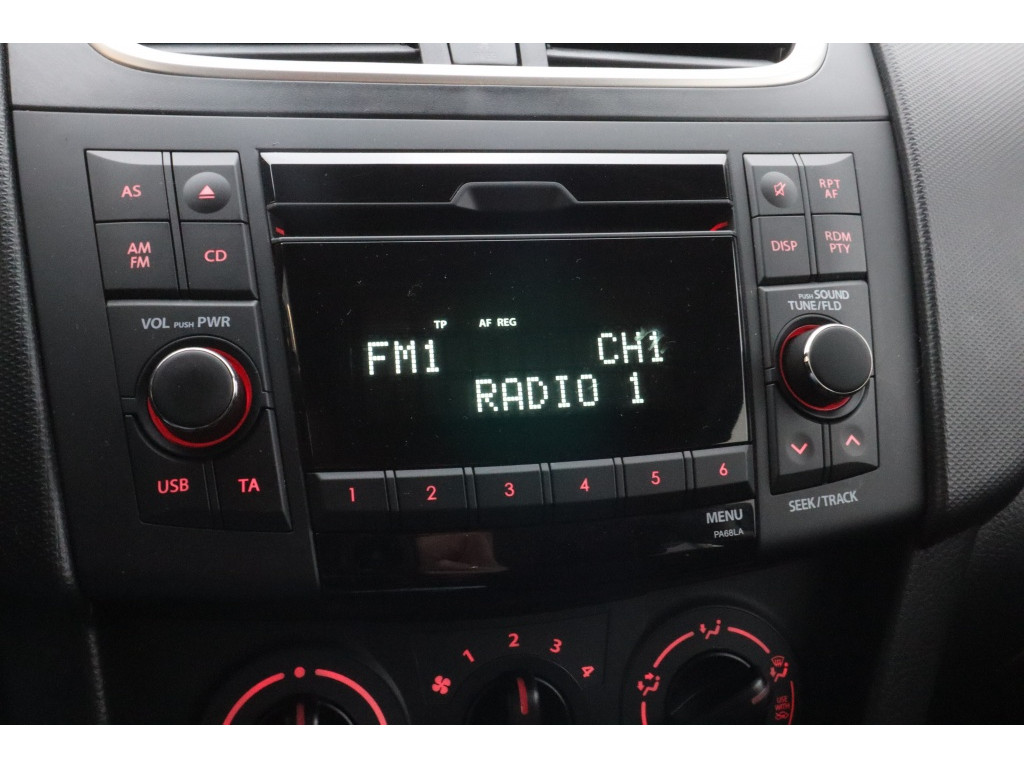 AS
AM
FM
CD
VOL PUSH PWR
USB
TA
TP AF REG
FM1 CH1
RADIO 1
1 2 3 4 5 6
MENU
PA68LA
RPT
AF
DISP
RDM
PTY
PUSH SOUND
TUNE/FLD
SEEK/TRACK
1 2 3 4
USE
WITH